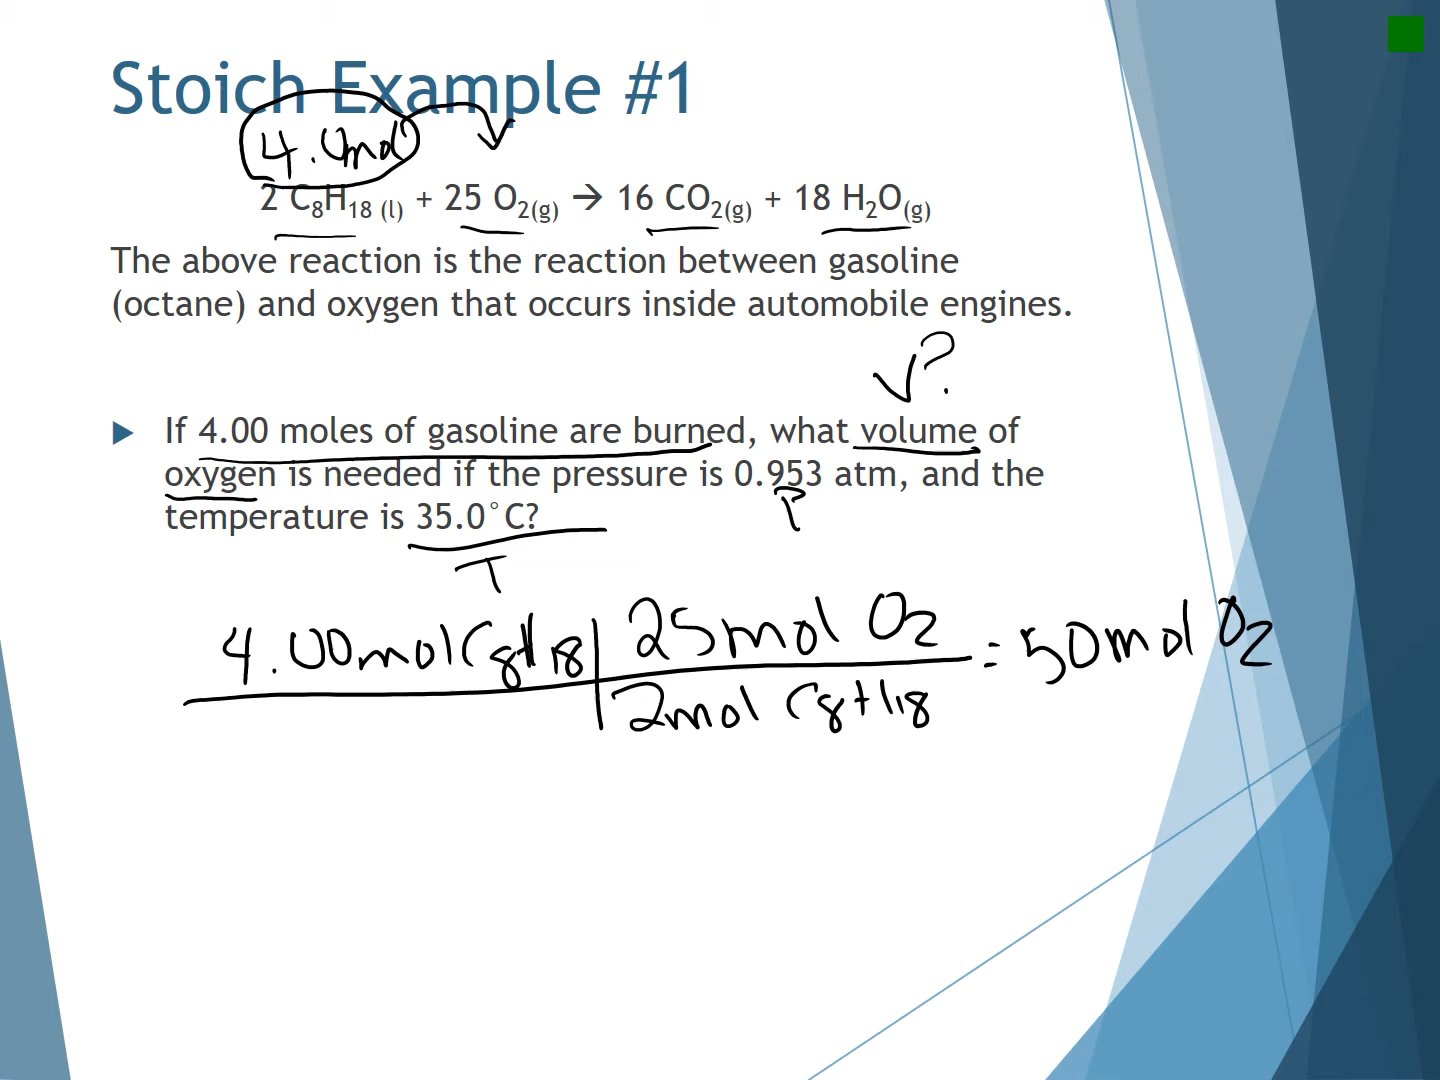 Stoich Example #1
4.0mol
2 C₈H₁₈ (l) + 25 O₂(g) → 16 CO₂(g) + 18 H₂O(g)
The above reaction is the reaction between gasoline
(octane) and oxygen that occurs inside automobile engines.
V?
If 4.00 moles of gasoline are burned, what volume of
oxygen is needed if the pressure is 0.953 atm, and the
P
temperature is 35.0°C?
T
4.00mol C₈H₁₈ | 25mol O₂ = 50mol O₂
2mol C₈H₁₈